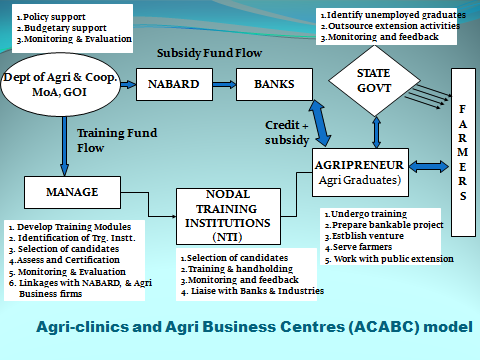 1.Policy support
2.Budgetary support
3.Monitoring & Evaluation
1.Identify unemployed graduates
2.Outsource extension activities
3.Monitoring and feedback
Subsidy Fund Flow
Dept of Agri & Coop.
MoA, GOI
NABARD
BANKS
STATE
GOVT
F
A
R
M
E
R
S
Training Fund
Flow
Credit +
subsidy
AGRIPRENEUR
Agri Graduates)
MANAGE
NODAL
TRAINING
INSTITUTIONS
(NTI)
1. Develop Training Modules
2. Identification of Trg. Instt.
3. Selection of candidates
4.Assess and Certification
5. Monitoring & Evaluation
6. Linkages with NABARD, & Agri
Business firms
1.Selection of candidates
2.Training & handholding
3.Monitoring and feedback
4. Liaise with Banks & Industries
1.Undergo training
2.Prepare bankable project
3.Estblish venture
4.Serve farmers
5. Work with public extension
Agri-clinics and Agri Business Centres (ACABC) model